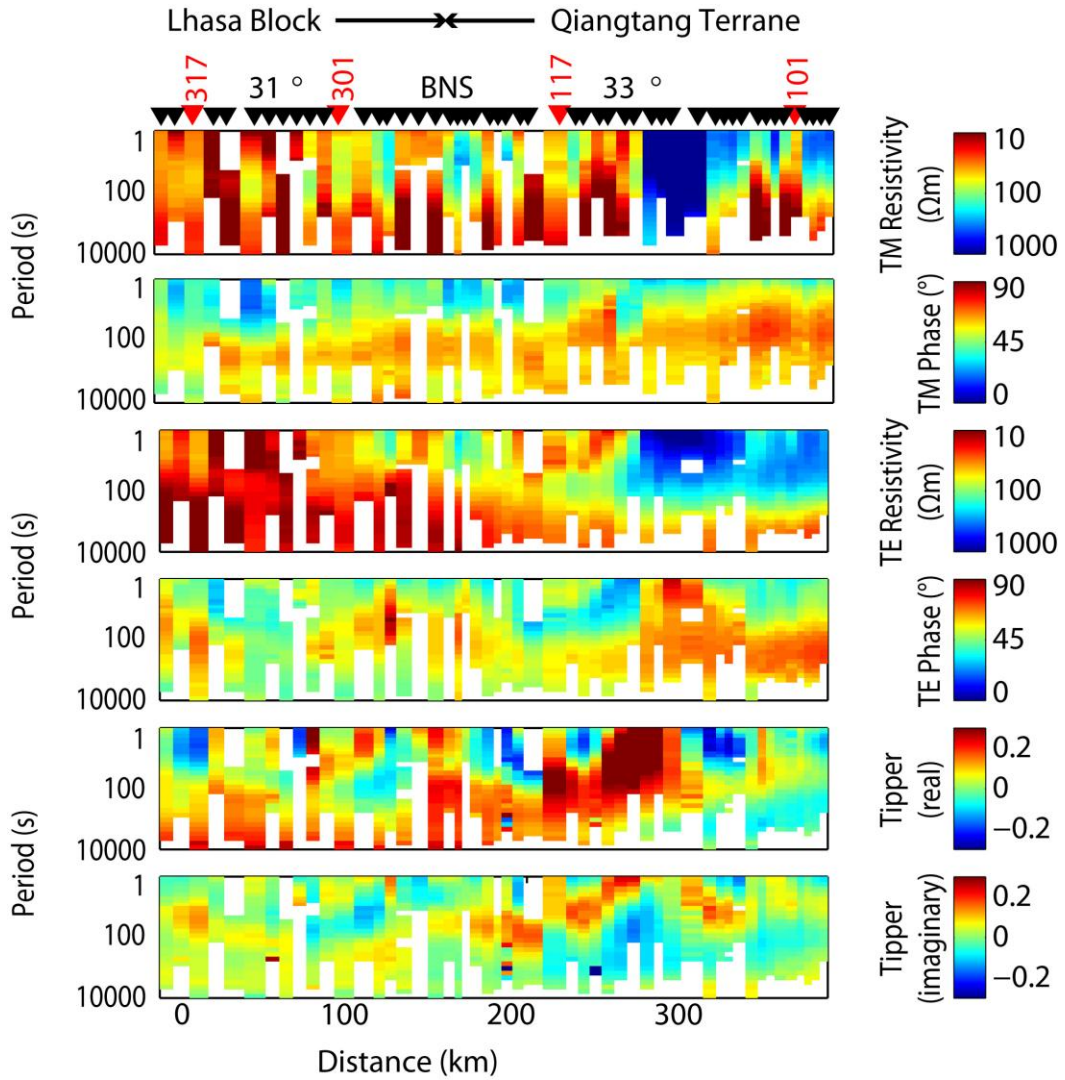 Lhasa Block Qiangtang Terrane
317 31 ° 301 BNS 117 33 ° 101
Period (s)
1
100
10000
TM Resistivity
(Ωm)
10
100
1000
1
100
10000
TM Phase (°)
90
45
0
Period (s)
1
100
10000
TE Resistivity
(Ωm)
10
100
1000
1
100
10000
TE Phase (°)
90
45
0
Period (s)
1
100
10000
Tipper
(real)
0.2
0
−0.2
1
100
10000
Tipper
(imaginary)
0.2
0
−0.2
0 100 200 300
Distance (km)